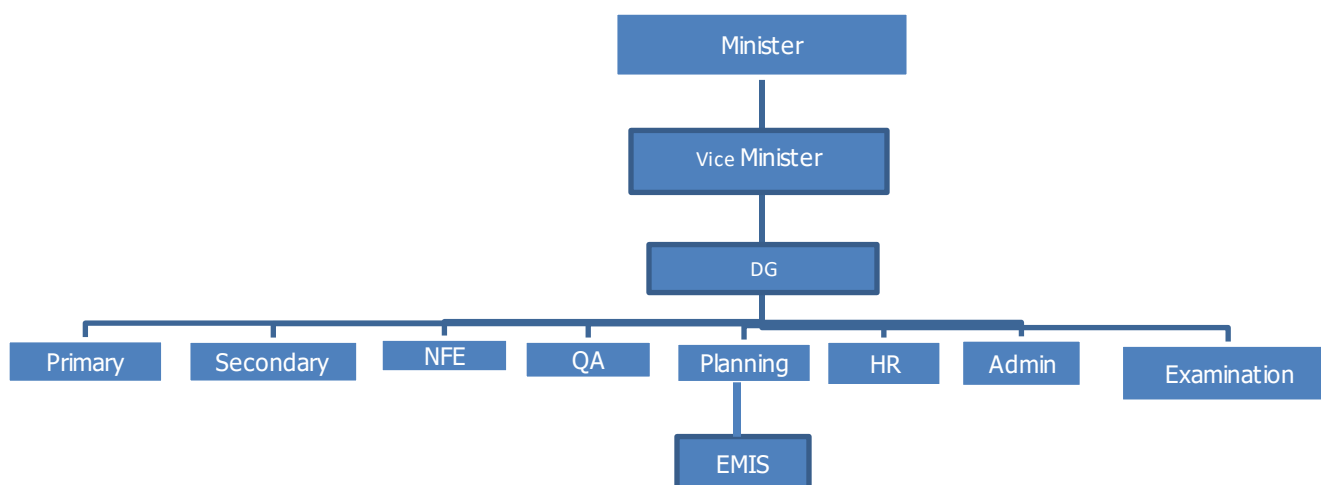 Minister
Vice Minister
DG
Primary
Secondary
NFE
QA
Planning
HR
Admin
Examination
EMIS